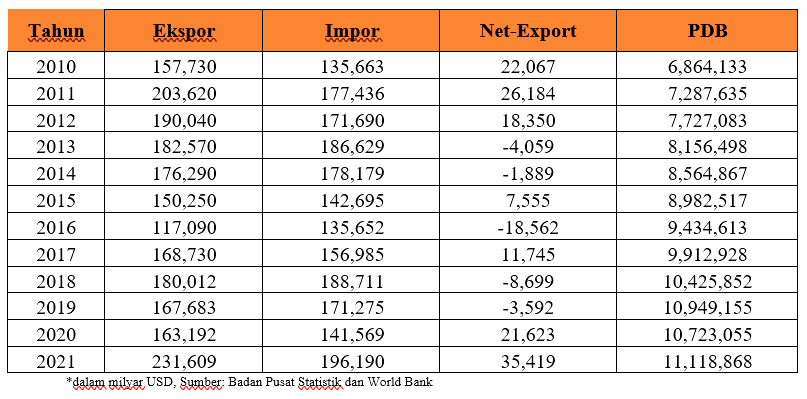 Tahun Ekspor Impor Net-Export PDB
2010 157,730 135,663 22,067 6,864,133
2011 203,620 177,436 26,184 7,287,635
2012 190,040 171,690 18,350 7,727,083
2013 182,570 186,629 -4,059 8,156,498
2014 176,290 178,179 -1,889 8,564,867
2015 150,250 142,695 7,555 8,982,517
2016 117,090 135,652 -18,562 9,434,613
2017 168,730 156,985 11,745 9,912,928
2018 180,012 188,711 -8,699 10,425,852
2019 167,683 171,275 -3,592 10,949,155
2020 163,192 141,569 21,623 10,723,055
2021 231,609 196,190 35,419 11,118,868
*dalam milyar USD, Sumber: Badan Pusat Statistik dan World Bank